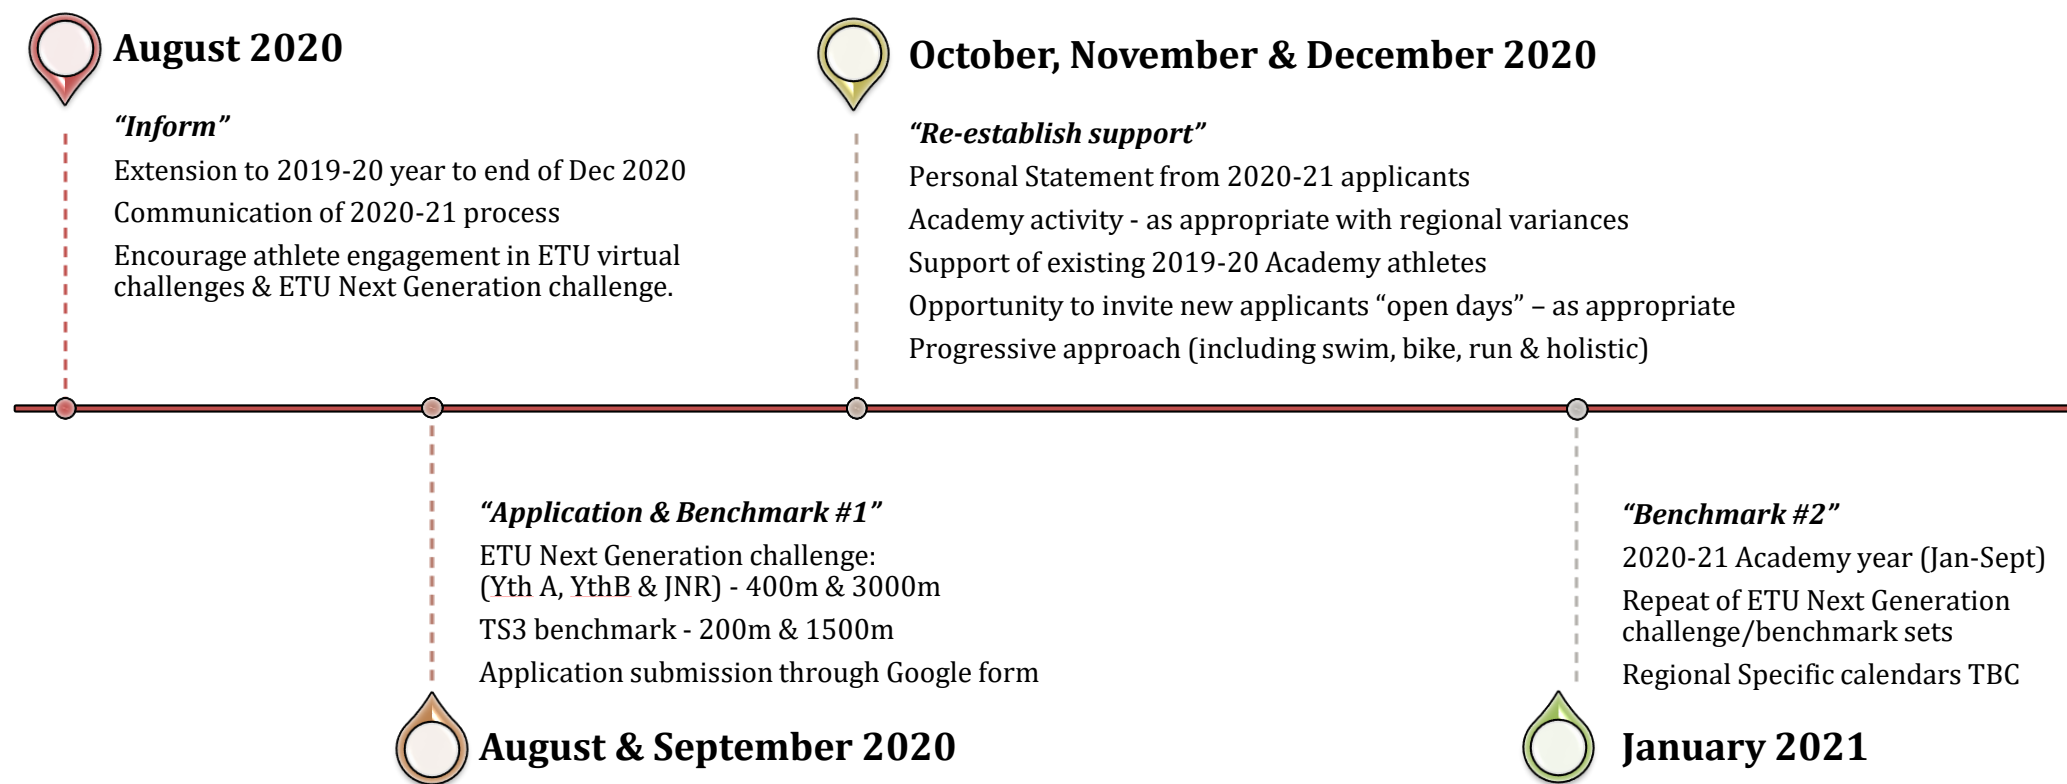 August 2020
“Inform”
Extension to 2019-20 year to end of Dec 2020
Communication of 2020-21 process
Encourage athlete engagement in ETU virtual
challenges & ETU Next Generation challenge.
October, November & December 2020
“Re-establish support”
Personal Statement from 2020-21 applicants
Academy activity - as appropriate with regional variances
Support of existing 2019-20 Academy athletes
Opportunity to invite new applicants “open days” – as appropriate
Progressive approach (including swim, bike, run & holistic)
“Application & Benchmark #1”
ETU Next Generation challenge:
(Yth A, YthB & JNR) - 400m & 3000m
TS3 benchmark - 200m & 1500m
Application submission through Google form
August & September 2020
“Benchmark #2”
2020-21 Academy year (Jan-Sept)
Repeat of ETU Next Generation
challenge/benchmark sets
Regional Specific calendars TBC
January 2021